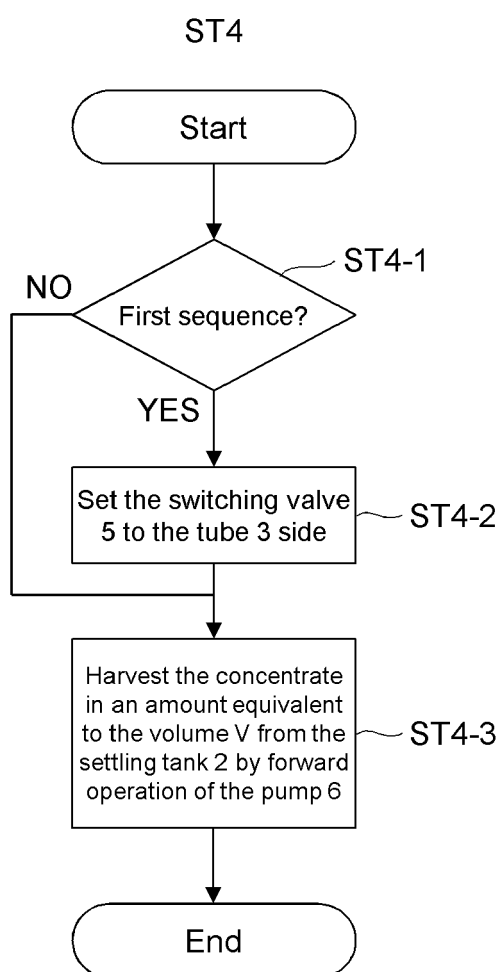 ST4
Start
ST4-1
NO
First sequence?
YES
Set the switching valve
5 to the tube 3 side
ST4-2
Harvest the concentrate
in an amount equivalent
to the volume V from the
settling tank 2 by forward
operation of the pump 6
ST4-3
End